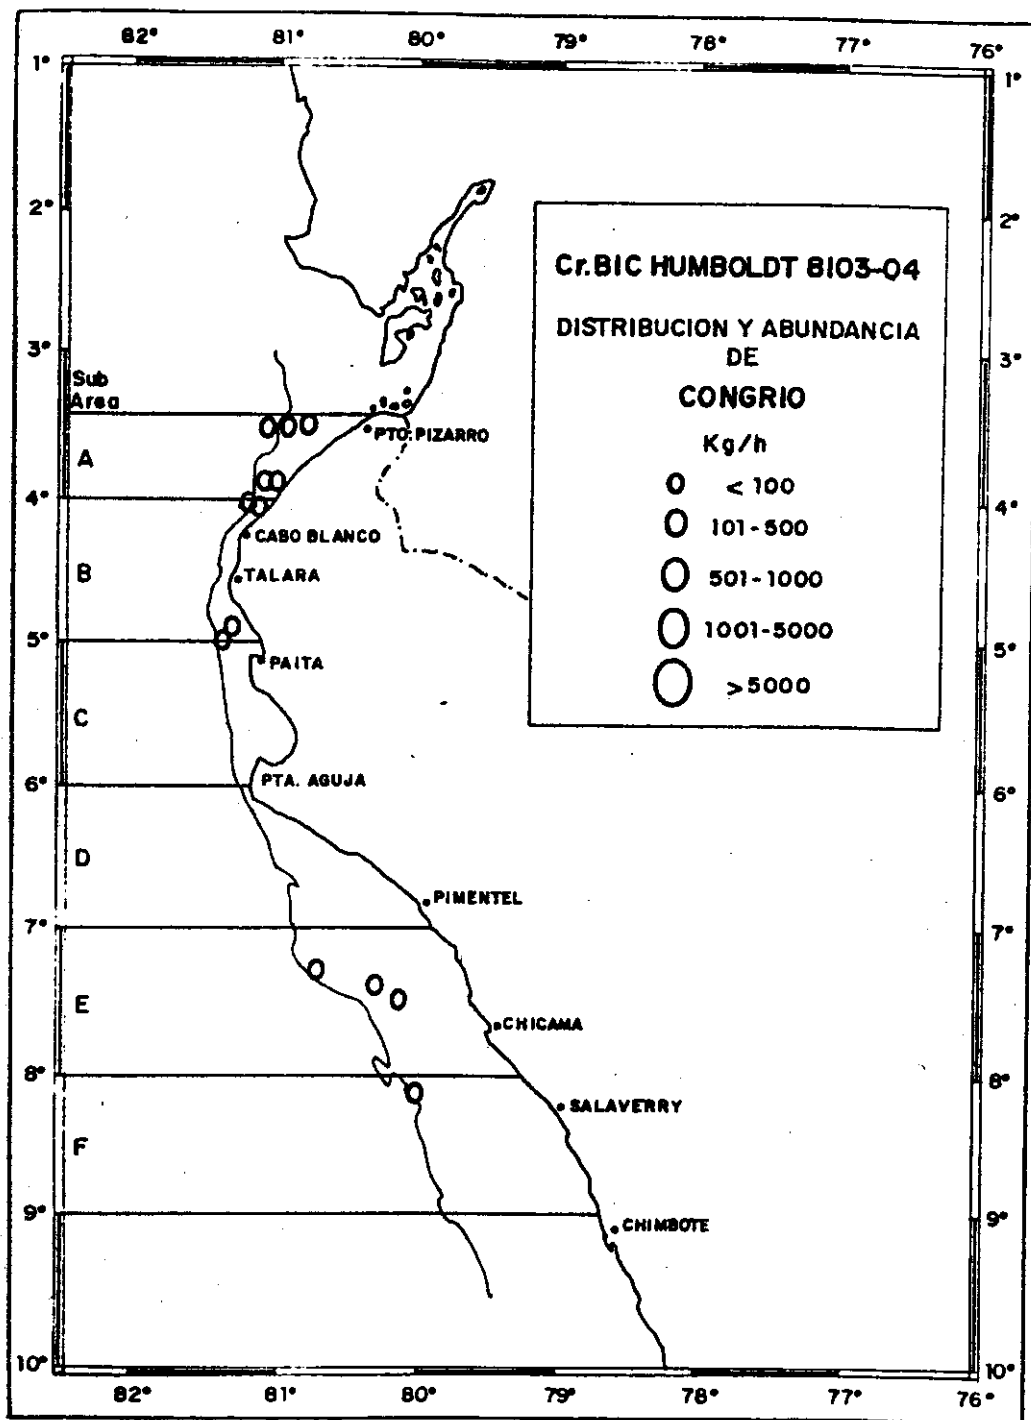 82° 81° 80° 79° 78° 77° 76°
1° 1°
2° 2°
Cr. BIC HUMBOLDT 8103-04
DISTRIBUCION Y ABUNDANCIA
DE
CONGRIO
Kg/h
< 100
101-500
501-1000
1001-5000
>5000
3° 3°
Sub
Area
PTO. PIZARRO
A
4° 4°
CABO BLANCO
B
TALARA
5° 5°
PAITA
C
PTA. AGUJA
6° 6°
D
PIMENTEL
7° 7°
E
CHICAMA
8° 8°
SALAVERRY
F
9° 9°
CHIMBOTE
10° 10°
82° 81° 80° 79° 78° 77° 76°